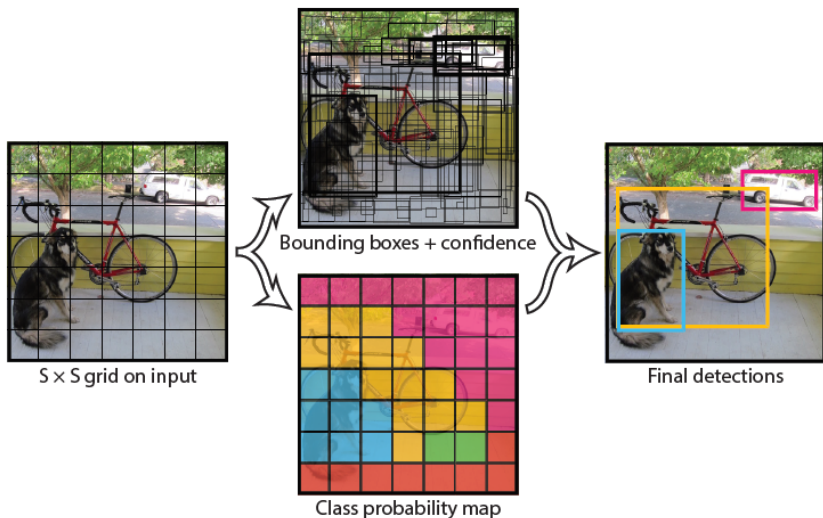 Bounding boxes + confidence
S × S grid on input
Final detections
Class probability map